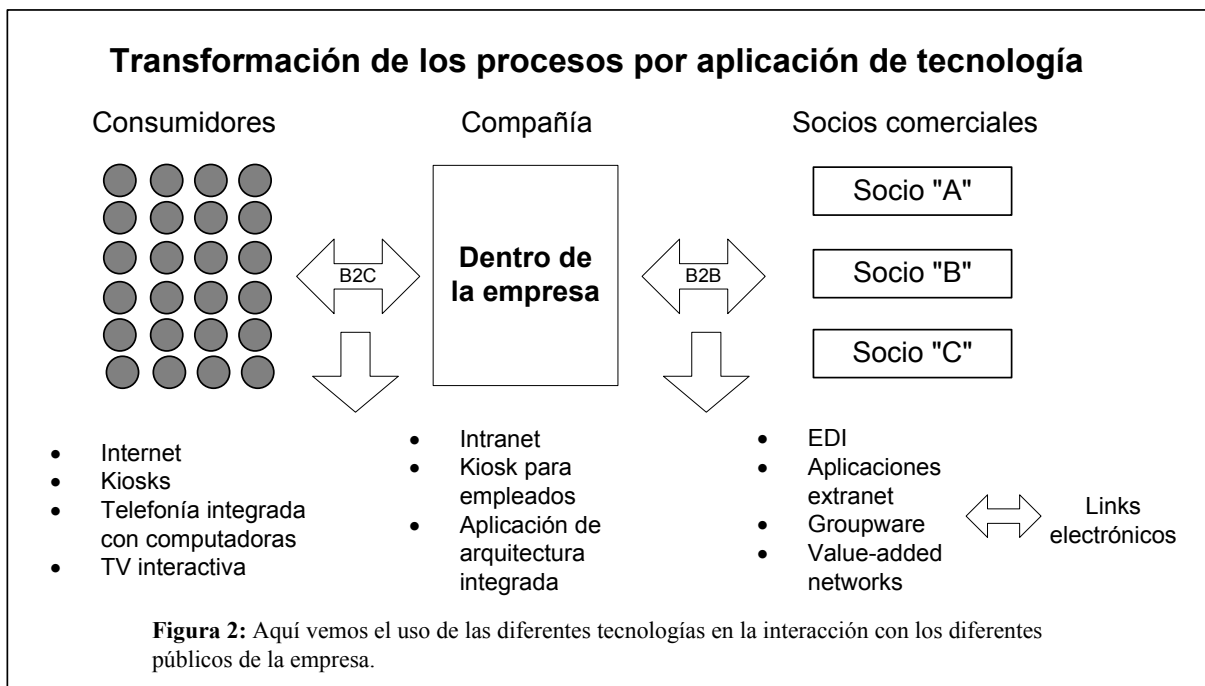 Transformación de los procesos por aplicación de tecnología
Consumidores
Compañía
Socios comerciales
B2C
Dentro de
la empresa
B2B
Socio "A"
Socio "B"
Socio "C"
• Internet
• Kiosks
• Telefonía integrada
con computadoras
• TV interactiva
• Intranet
• Kiosk para
empleados
• Aplicación de
arquitectura
integrada
• EDI
• Aplicaciones
extranet
• Groupware
• Value-added
networks
Links
electrónicos
Figura 2: Aquí vemos el uso de las diferentes tecnologías en la interacción con los diferentes
públicos de la empresa.